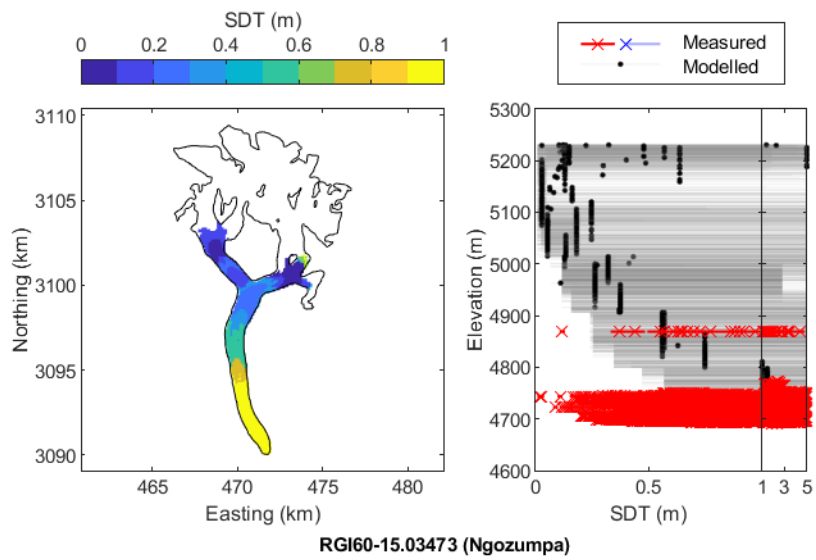 SDT (m)
0 0.2 0.4 0.6 0.8 1
Measured
Modelled
3110
3105
3100
3095
3090
Northing (km)
465 470 475 480
Easting (km)
5300
5200
5100
5000
4900
4800
4700
4600
Elevation (m)
0 0.5 1 3 5
SDT (m)
RGI60-15.03473 (Ngozumpa)